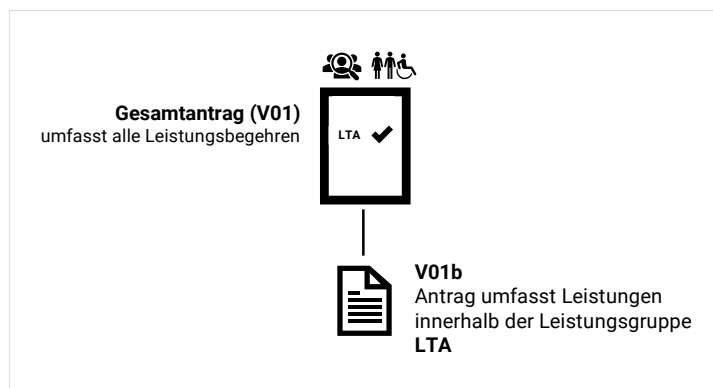 Gesamtantrag (V01)
umfasst alle Leistungsbegehren
LTA
V01b
Antrag umfasst Leistungen
innerhalb der Leistungsgruppe
LTA